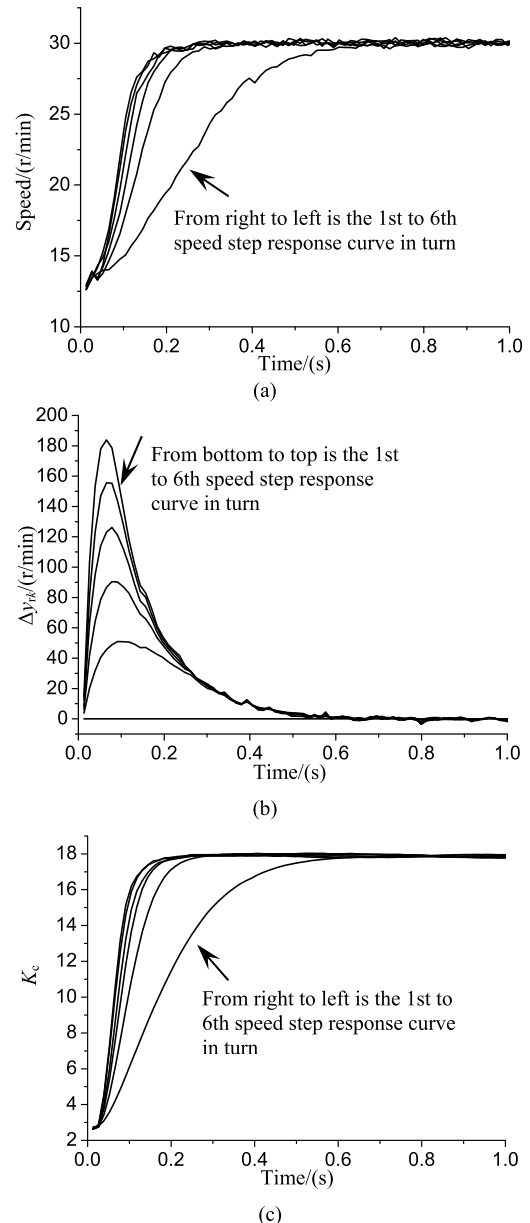 30
25
20
15
10
Speed/(r/min)
From right to left is the 1st to 6th
speed step response curve in turn
0.0 0.2 0.4 0.6 0.8 1.0
Time/(s)
(a)
200
180
160
140
120
100
80
60
40
20
0
Δyrk/(r/min)
From bottom to top is the 1st
to 6th speed step response
curve in turn
0.0 0.2 0.4 0.6 0.8 1.0
Time/(s)
(b)
18
16
14
12
10
8
6
4
2
Kc
From right to left is the 1st to
6th speed step response curve
in turn
0.0 0.2 0.4 0.6 0.8 1.0
Time/(s)
(c)